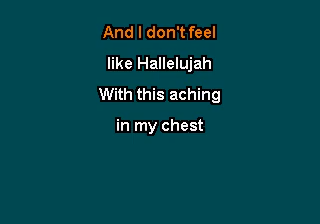 And I don't feel
like Hallelujah
With this aching
in my chest